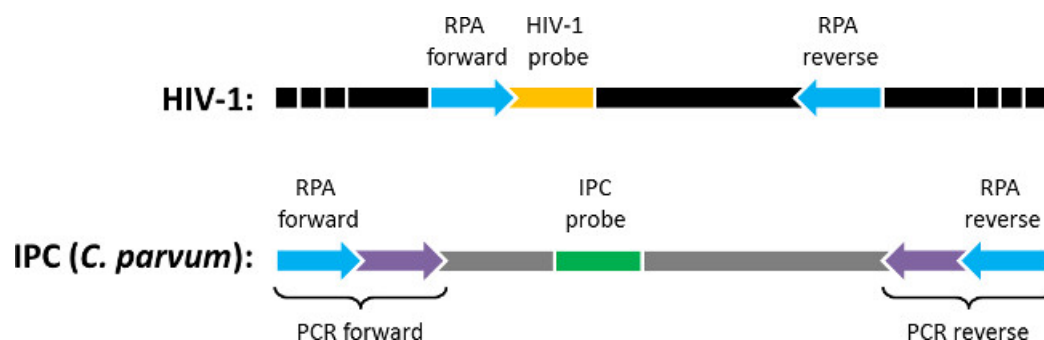 RPA HIV-1 RPA
forward probe reverse
HIV-1:
RPA IPC RPA
forward probe reverse
IPC (C. parvum):
PCR forward PCR reverse